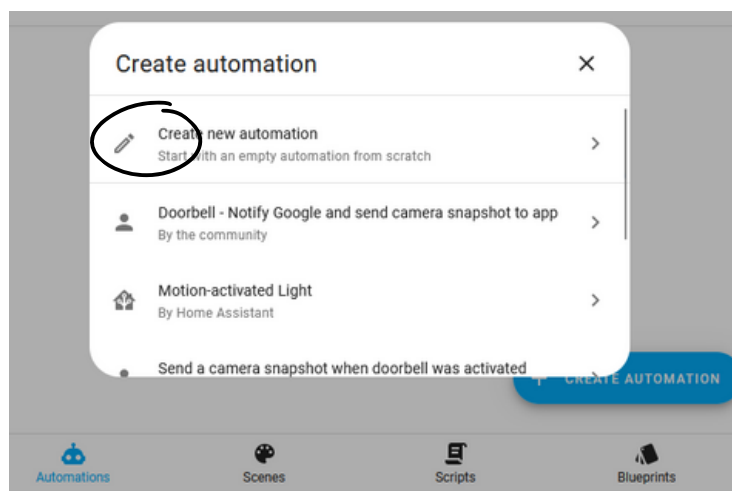 Create automation
Create new automation
Start with an empty automation from scratch
Doorbell - Notify Google and send camera snapshot to app
By the community
Motion-activated Light
By Home Assistant
Send a camera snapshot when doorbell was activated
CREATE AUTOMATION
Automations
Scenes
Scripts
Blueprints